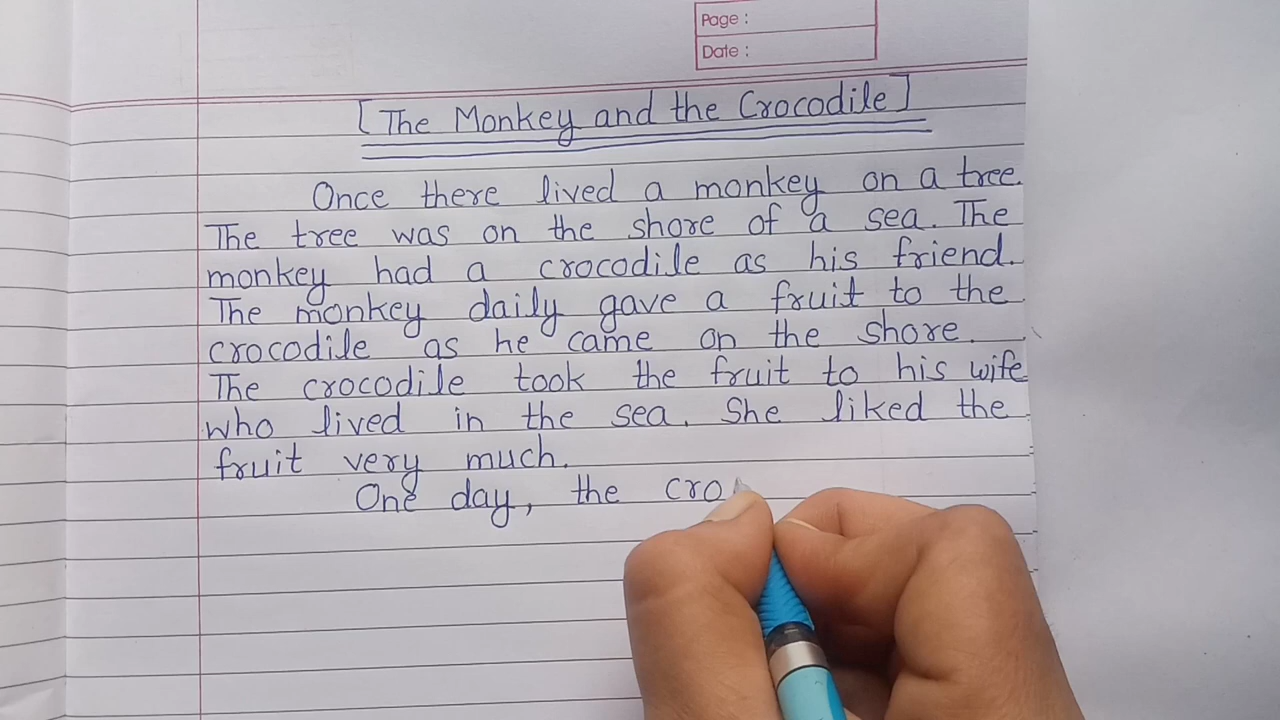 Page :
Date :
[The Monkey and the Crocodile]
Once there lived a monkey on a tree.
The tree was on the shore of a sea. The
monkey had a crocodile as his friend.
The monkey daily gave a fruit to the
crocodile as he came on the shore.
The crocodile took the fruit to his wife
who lived in the sea. She liked the
fruit very much.
One day, the cro